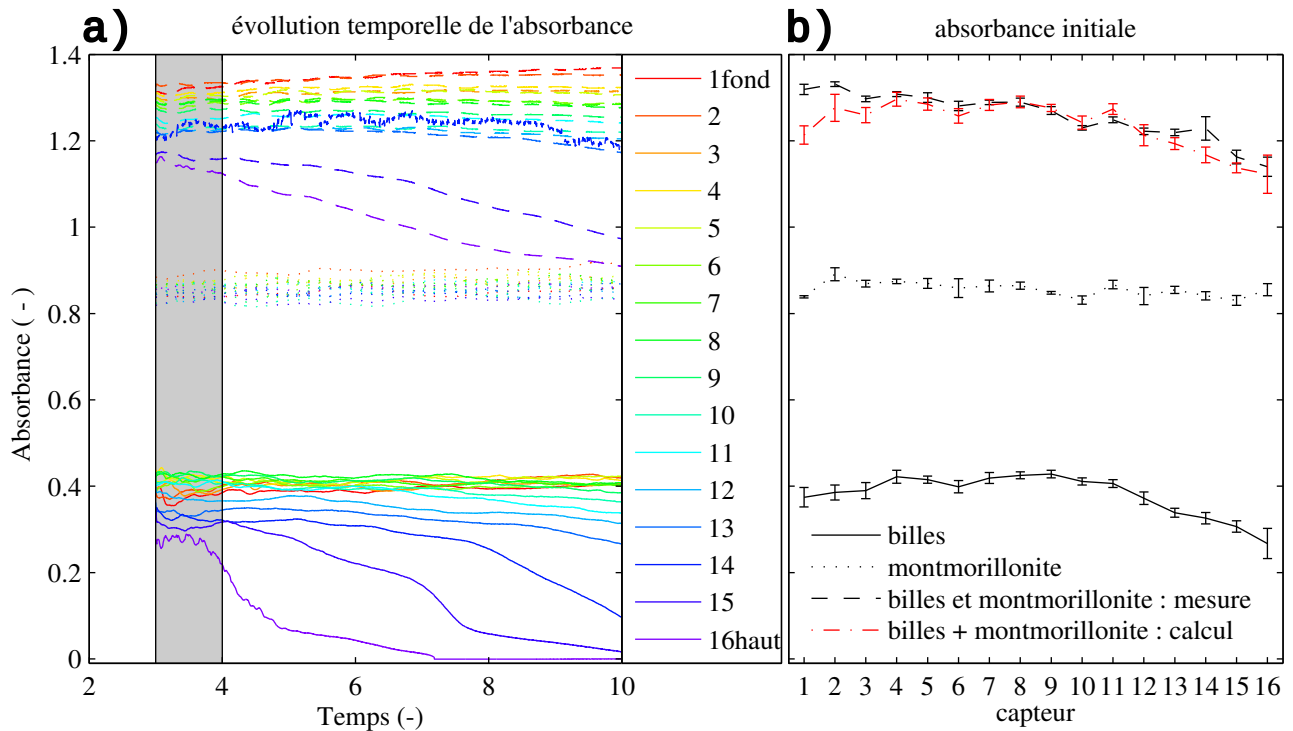 a)
évollution temporelle de l'absorbance
b)
absorbance initiale
Absorbance ( - )
1.4
1.2
1
0.8
0.6
0.4
0.2
0
2
4
6
8
10
Temps (-)
1fond
2
3
4
5
6
7
8
9
10
11
12
13
14
15
16haut
billes
montmorillonite
billes et montmorillonite : mesure
billes + montmorillonite : calcul
1 2 3 4 5 6 7 8 9 10 11 12 13 14 15 16
capteur